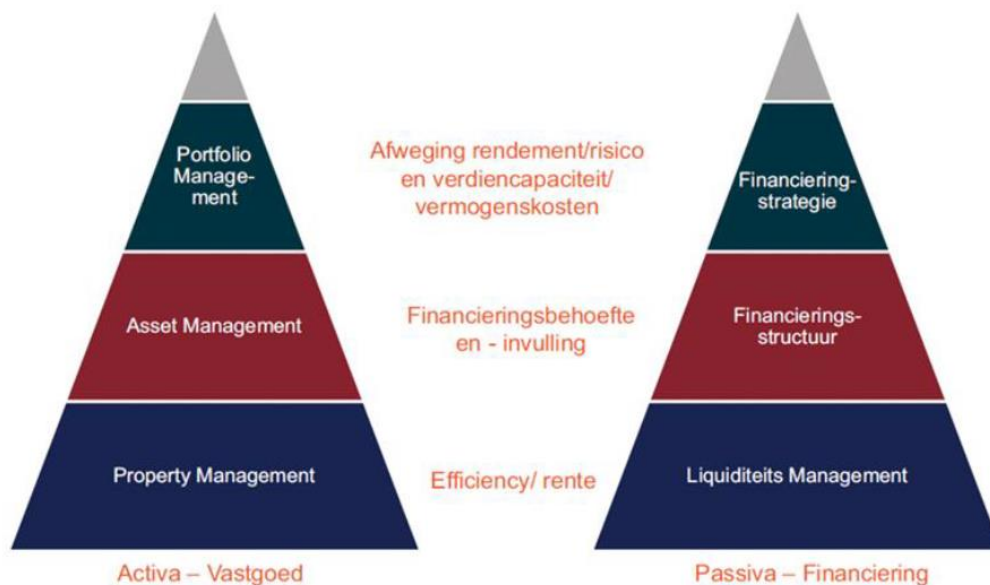 Portfolio
Manage-
ment
Afweging rendement/risico
en verdiencapaciteit/
vermogenskosten
Financiering-
strategie
Asset Management
Financieringsbehoefte
en - invulling
Financierings-
structuur
Property Management
Efficiency/ rente
Liquiditeits Management
Activa – Vastgoed
Passiva – Financiering